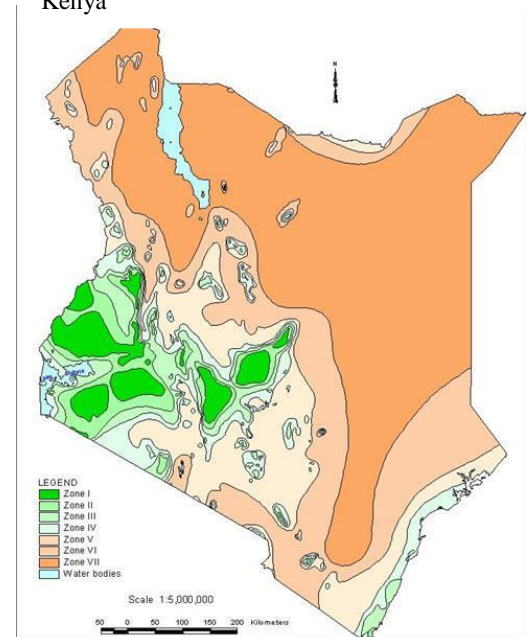 Kenya
N
LEGEND
Zone I
Zone II
Zone III
Zone IV
Zone V
Zone VI
Zone VII
Water bodies
Scale 1:5,000,000
50 0 50 100 150 200 Kilometers